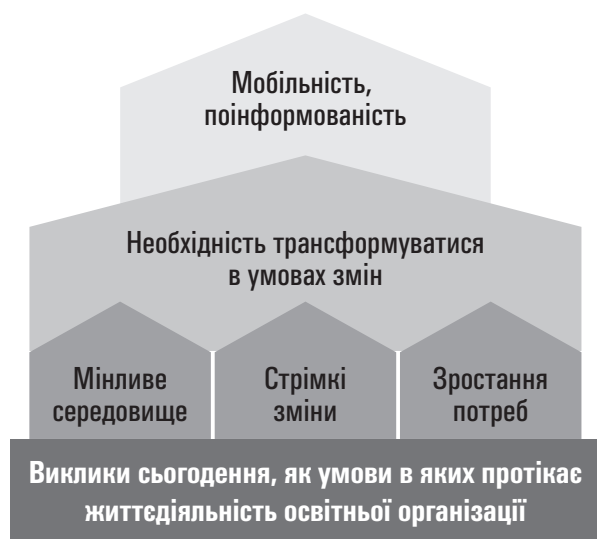 Мобільність,
поінформованість
Необхідність трансформуватися
в умовах змін
Мінливе
середовище
Стрімкі
зміни
Зростання
потреб
Виклики сьогодення, як умови в яких протікає
життєдіяльність освітньої організації